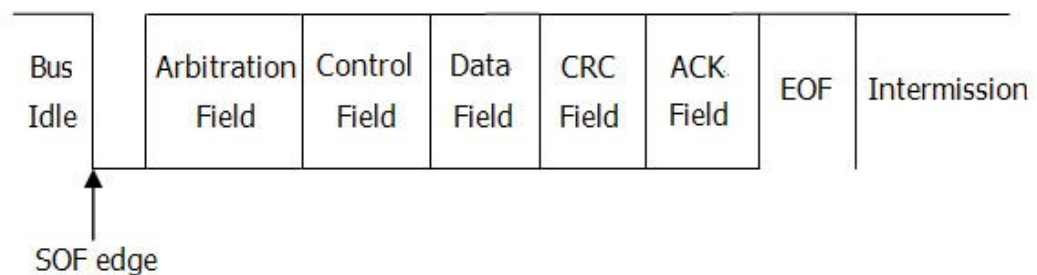 Bus
Idle
Arbitration
Field
Control
Field
Data
Field
CRC
Field
ACK
Field
EOF
Intermission
SOF edge